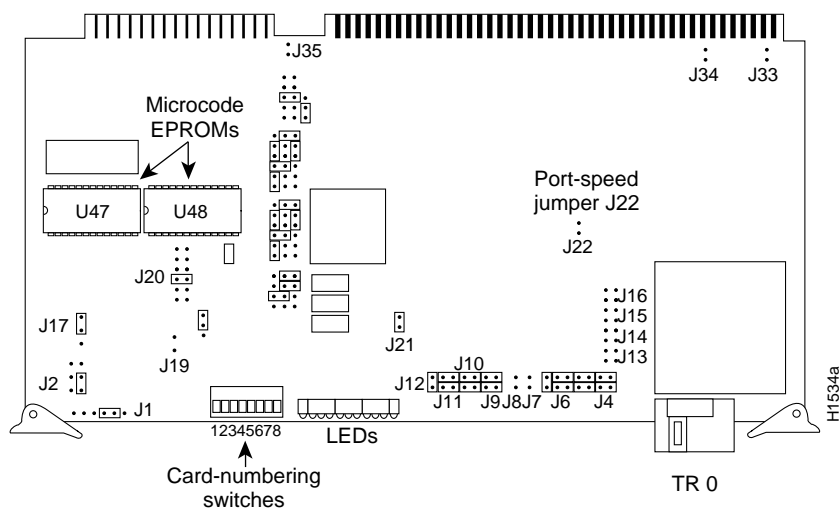 J35
J34
J33
Microcode
EPROMs
U47
U48
Port-speed
jumper J22
J22
J20
J17
J19
J21
J16
J15
J14
J13
J2
J12
J10
J11
J9
J8
J7
J6
J4
J1
12345678
LEDs
Card-numbering
switches
TR 0
H1534a